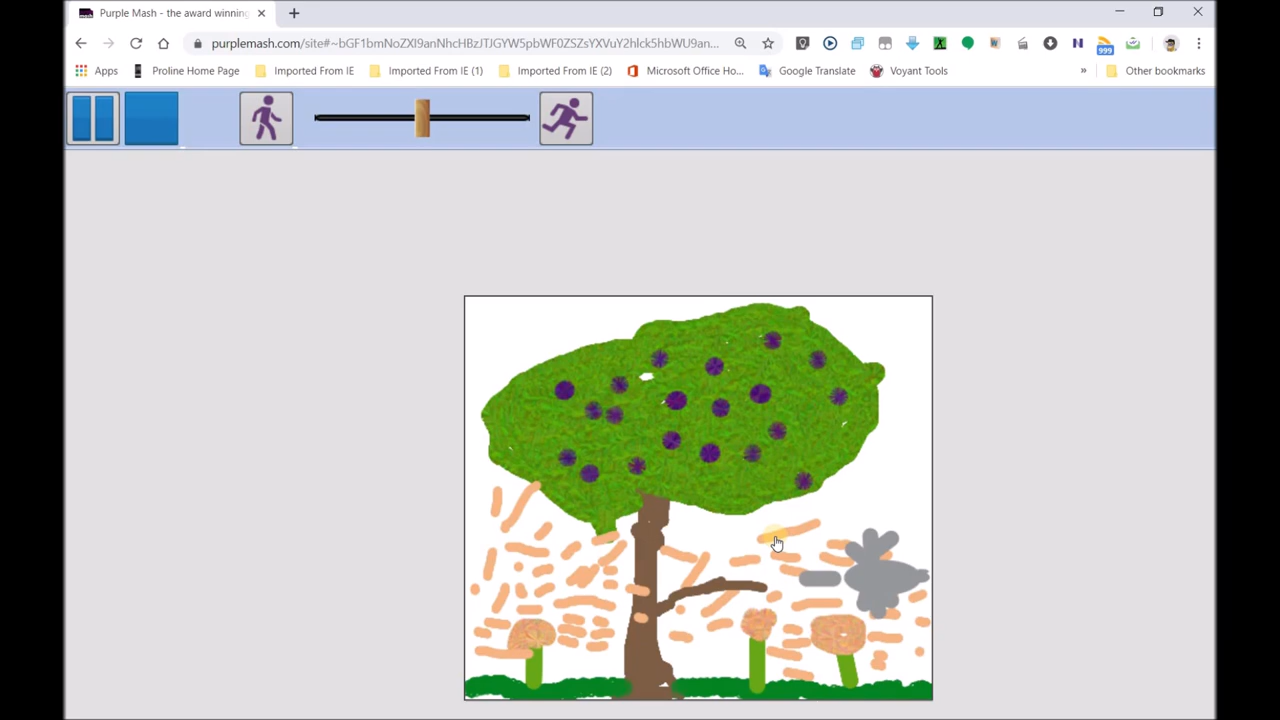 Purple Mash - the award winning
purplemash.com/site#~bGF1bmNoZXI9anNhcHBzJTJGYW5pbWF0ZSZsYXVuY2hlck5hbWU9an...
999
Apps
Proline Home Page
Imported From IE
Imported From IE (1)
Imported From IE (2)
Microsoft Office Ho...
Google Translate
Voyant Tools
»
Other bookmarks